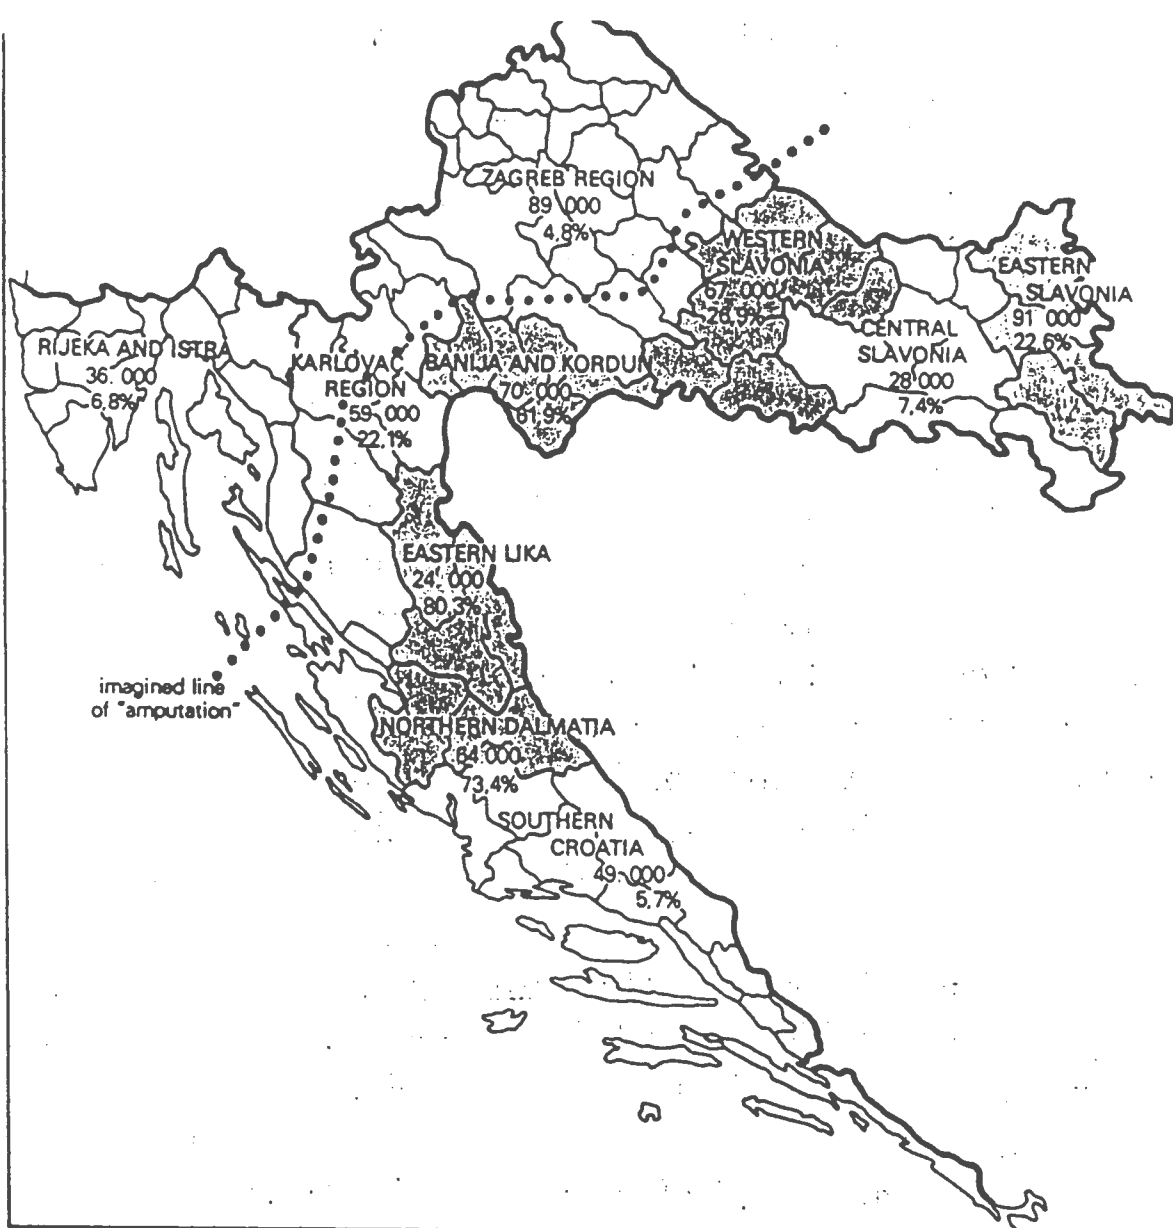 ZAGREB REGION
89 000
4.8%
WESTERN
SLAVONIA
67 000
26.9%
EASTERN
SLAVONIA
91 000
22.6%
CENTRAL
SLAVONIA
28 000
7,4%
RIJEKA AND ISTRA
36. 000
6.8%
KARLOVAC
REGION
59 000
22.1%
BANIJA AND KORDUN
70. 000
61.9%
EASTERN LIKA
24. 000
80.3%
imagined line
of "amputation"
NORTHERN DALMATIA
64 000
73,4%
SOUTHERN
CROATIA
49. 000
5,7%